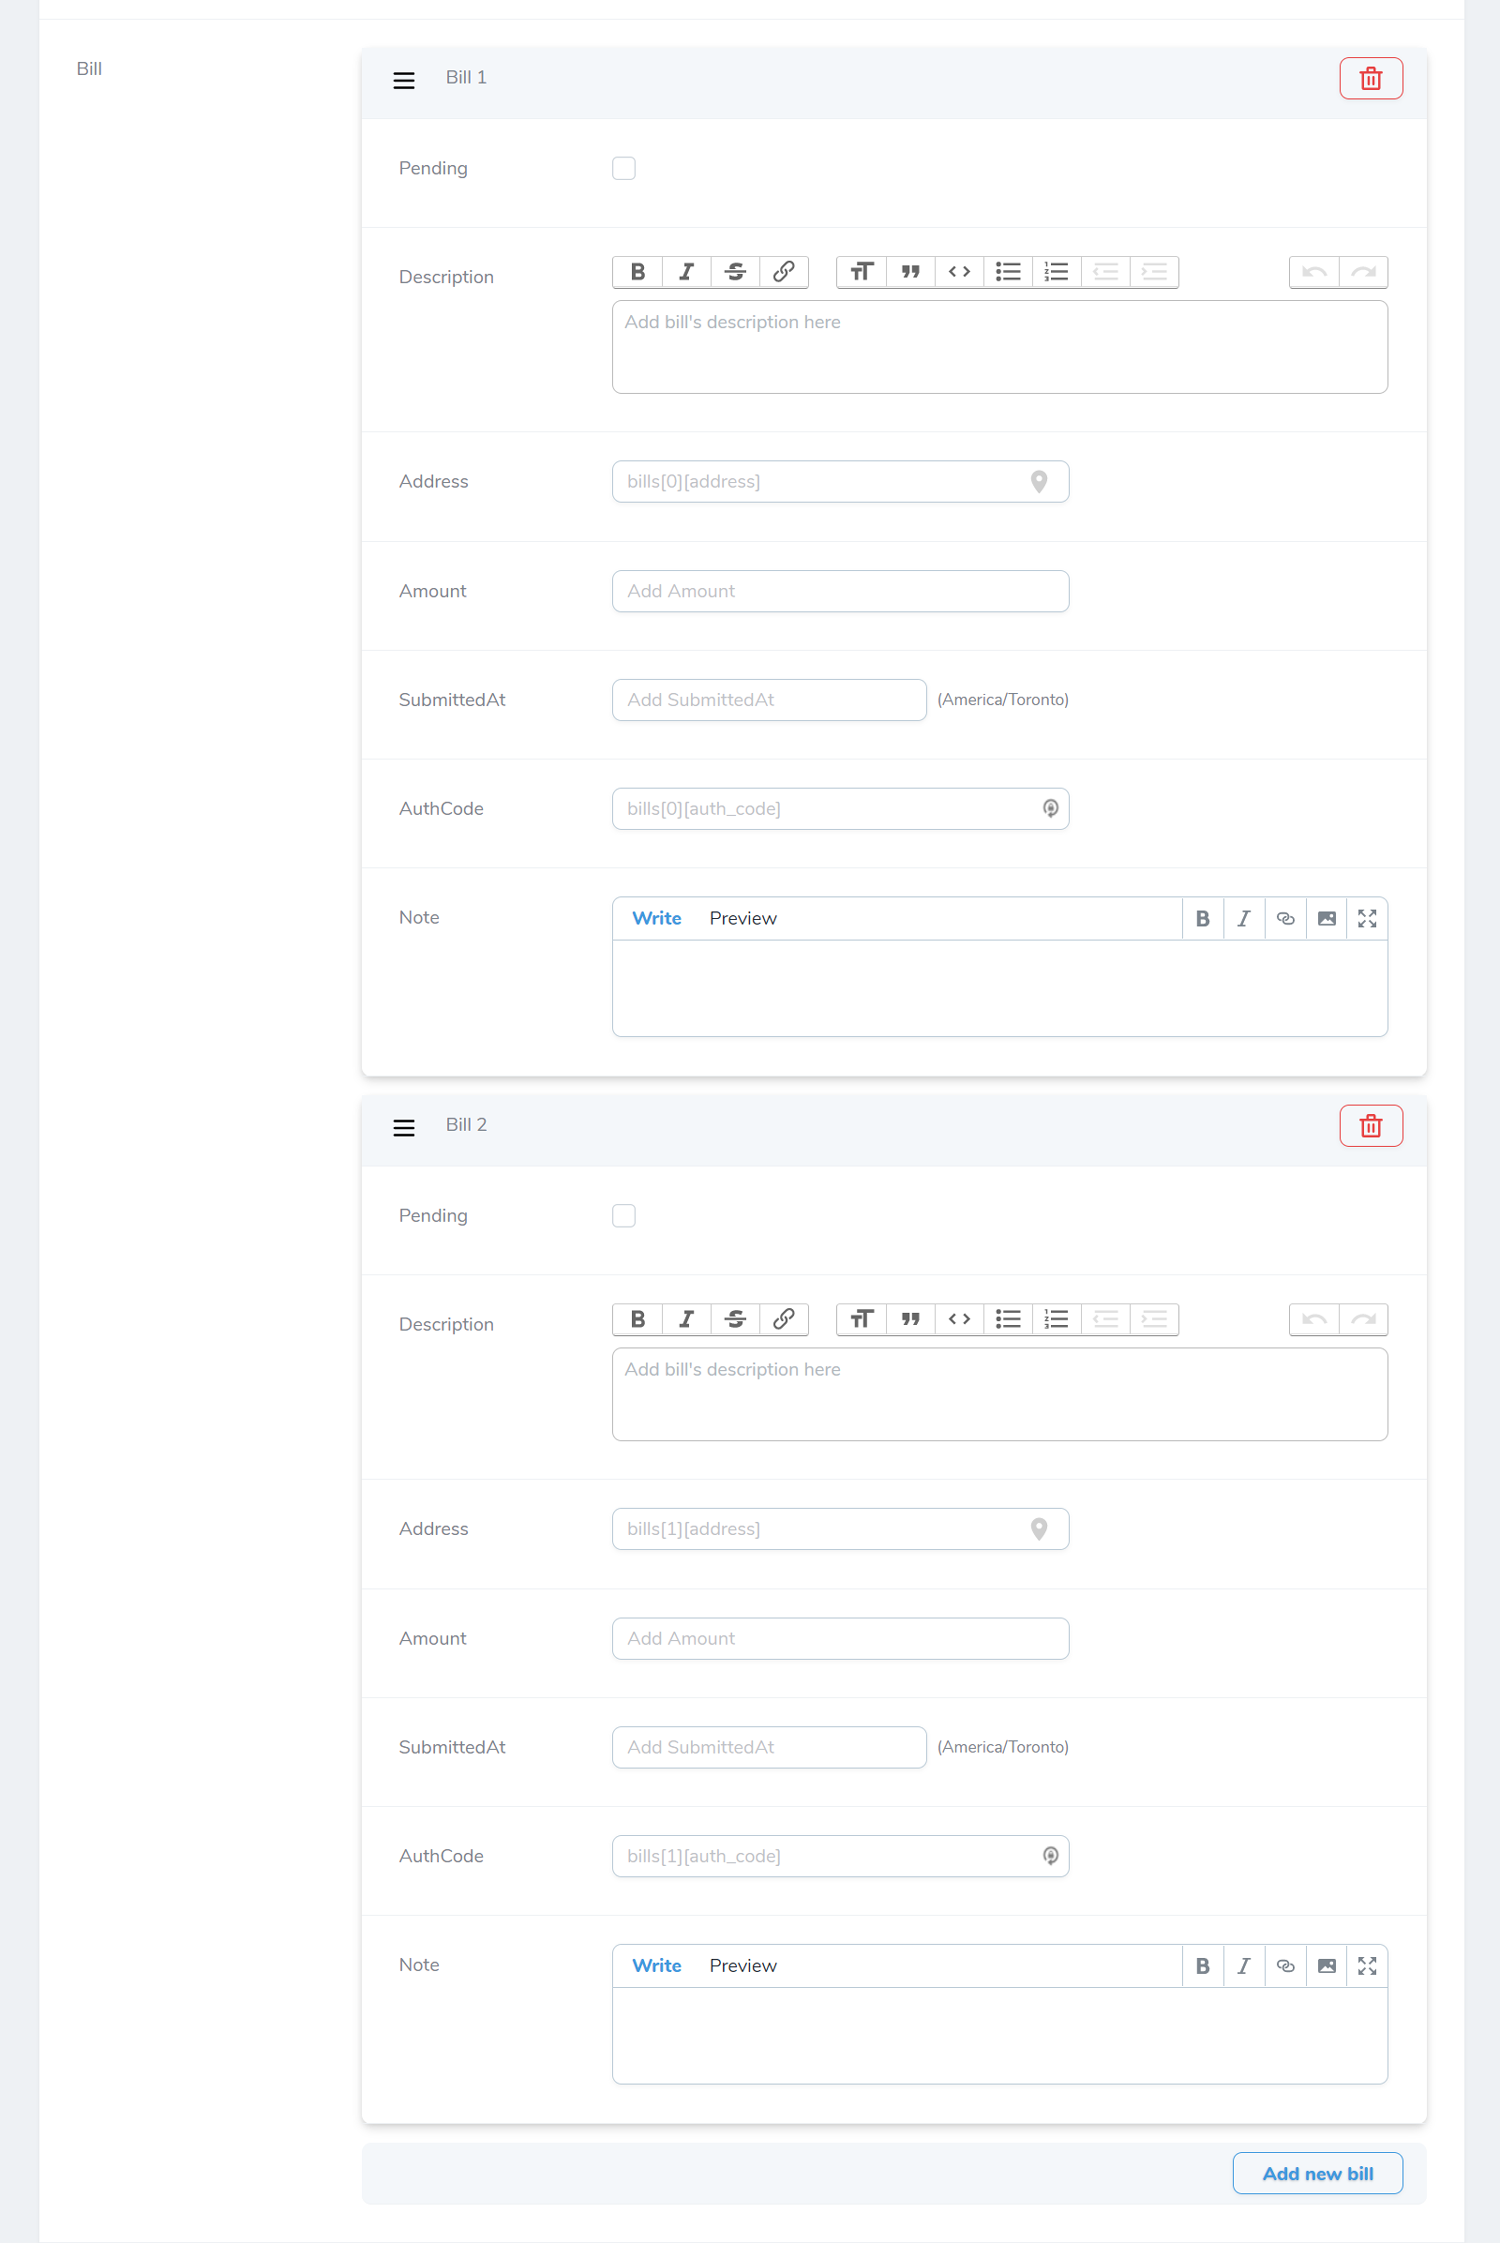 Bill
Bill 1
Pending
Description
Add bill's description here
Address
bills[0][address]
Amount
Add Amount
SubmittedAt
Add SubmittedAt (America/Toronto)
AuthCode
bills[0][auth_code]
Note
Write Preview
Bill 2
Pending
Description
Add bill's description here
Address
bills[1][address]
Amount
Add Amount
SubmittedAt
Add SubmittedAt (America/Toronto)
AuthCode
bills[1][auth_code]
Note
Write Preview
Add new bill